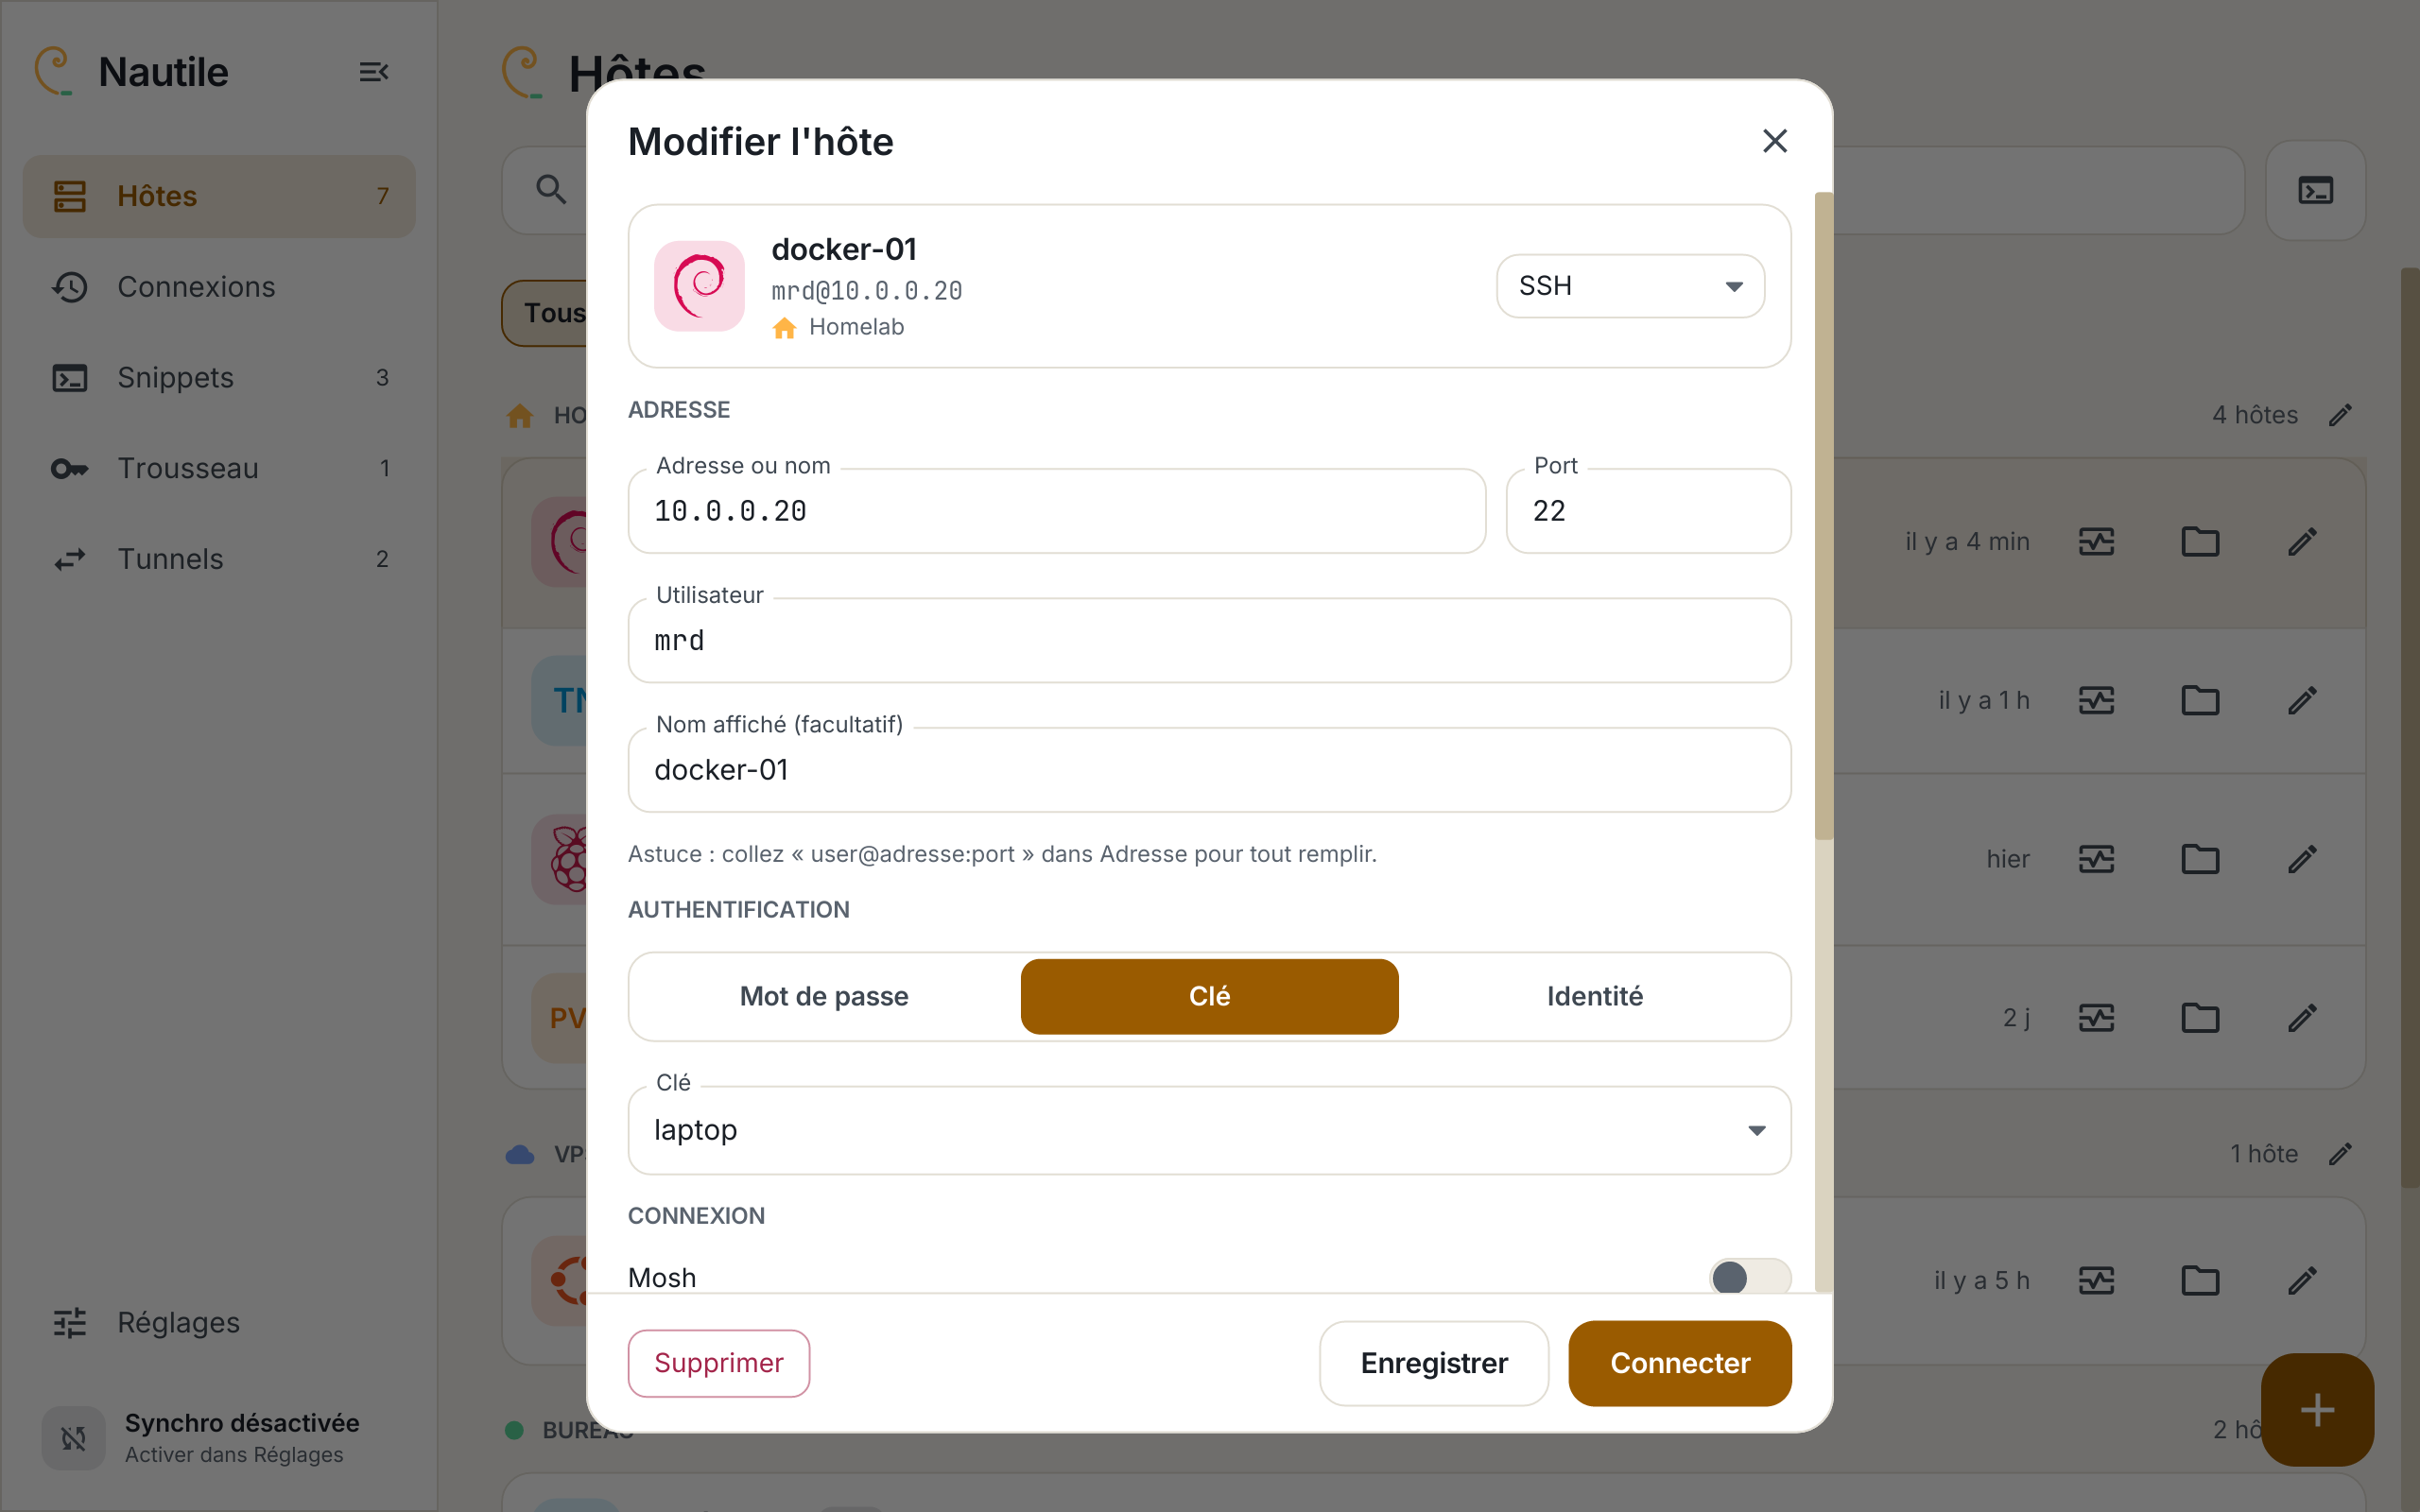 Nautile
Hôtes 7
Connexions
Snippets 3
Trousseau 1
Tunnels 2
Réglages
Synchro désactivée
Activer dans Réglages
Hôtes
Tous
4 hôtes
il y a 4 min
il y a 1 h
hier
2 j
1 hôte
il y a 5 h
BUREAU
Modifier l'hôte
docker-01
mrd@10.0.0.20
Homelab
SSH
ADRESSE
Adresse ou nom
10.0.0.20
Port
22
Utilisateur
mrd
Nom affiché (facultatif)
docker-01
Astuce : collez « user@adresse:port » dans Adresse pour tout remplir.
AUTHENTIFICATION
Mot de passe
Clé
Identité
Clé
laptop
CONNEXION
Mosh
Supprimer
Enregistrer
Connecter